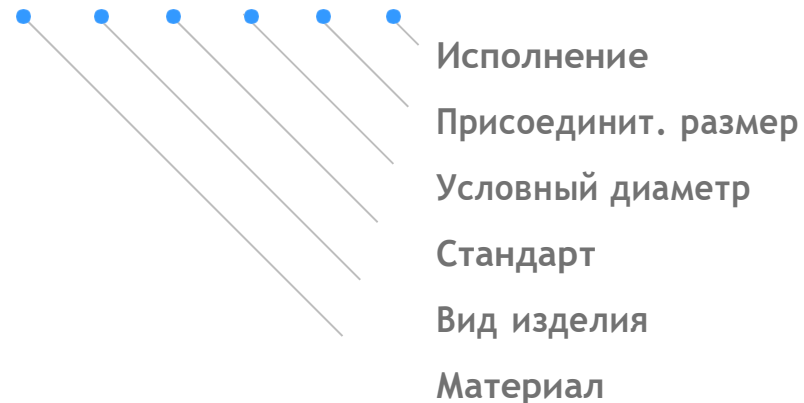 Исполнение
Присоединит. размер
Условный диаметр
Стандарт
Вид изделия
Материал